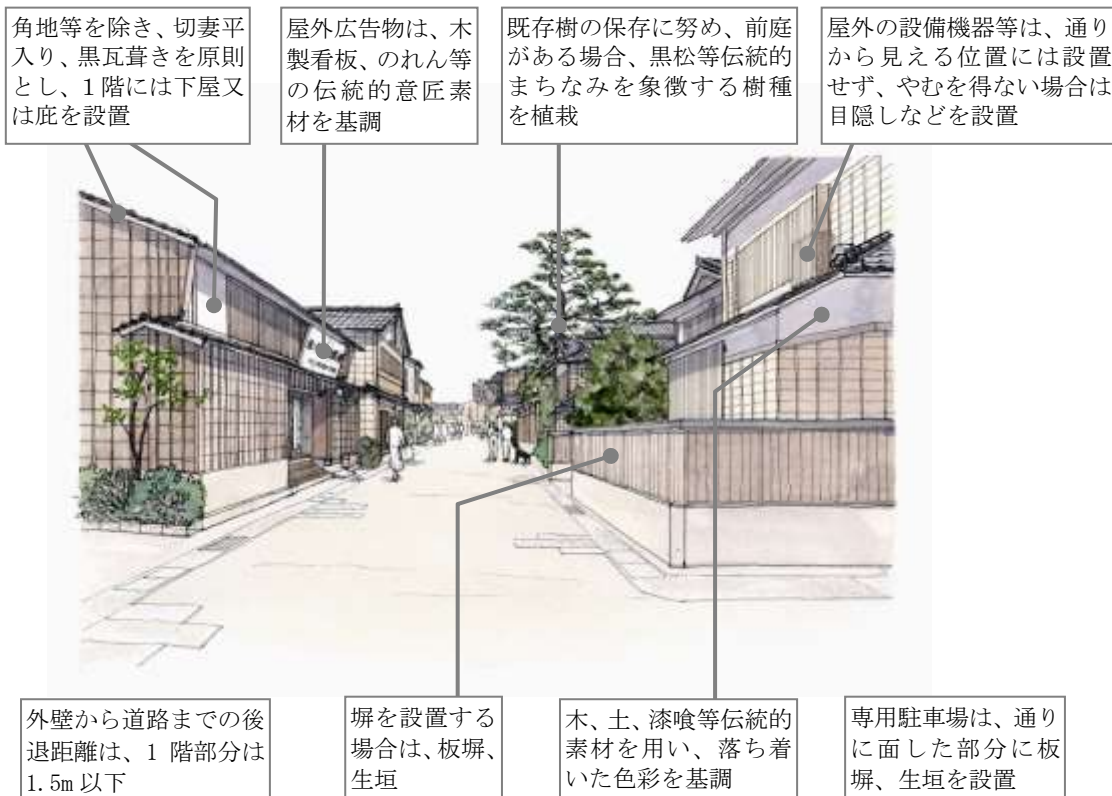 角地等を除き、切妻平
入り、黒瓦葺きを原則
とし、1階には下屋又
は庇を設置
屋外広告物は、木
製看板、のれん等
の伝統的意匠素
材を基調
既存樹の保存に努め、前庭
がある場合、黒松等伝統的
まちなみを象徴する樹種
を植栽
屋外の設備機器等は、通り
から見える位置には設置
せず、やむを得ない場合は
目隠しなどを設置
外壁から道路までの後
退距離は、1 階部分は
1.5m 以下
塀を設置する
場合は、板塀、
生垣
木、土、漆喰等伝統的
素材を用い、落ち着
いた色彩を基調
専用駐車場は、通り
に面した部分に板
塀、生垣を設置